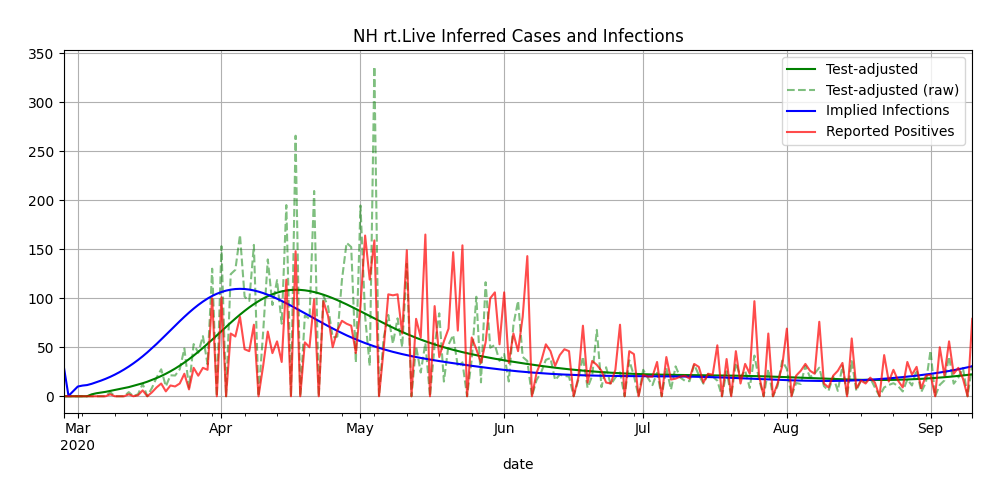 NH rt.Live Inferred Cases and Infections
350
300
250
200
150
100
50
0
Test-adjusted
Test-adjusted (raw)
Implied Infections
Reported Positives
Mar
2020
Apr
May
Jun
Jul
Aug
Sep
date